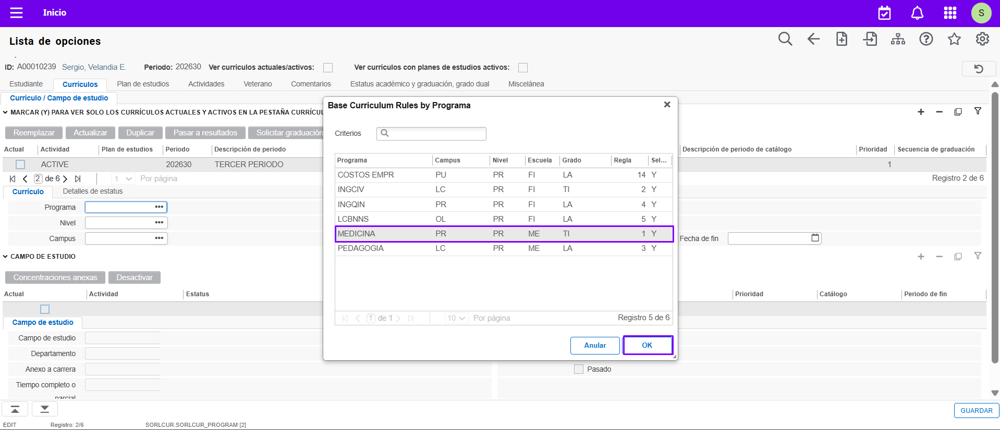 Inicio
S
Lista de opciones
ID: A00010239 Sergio, Velandia E. Periodo: 202630 Ver currículos actuales/activos: Ver currículos con planes de estudios activos:
Estudiante Currículos Plan de estudios Actividades Veterano Comentarios Estatus académico y graduación, grado dual Miscelánea
Currículo / Campo de estudio
MARCAR (Y) PARA VER SOLO LOS CURRÍCULOS ACTUALES Y ACTIVOS EN LA PESTAÑA CURRÍCUL
Reemplazar Actualizar Duplicar Pasar a resultados Solicitar graduación
Actual Actividad Plan de estudios Periodo Descripción de periodo Descripción de periodo de catálogo Prioridad Secuencia de graduación
ACTIVE 202630 TERCER PERIODO 1
2 de 6 1 Por página Registro 2 de 6
Currículo Detalles de estatus
Programa
Nivel
Campus
Fecha de fin
CAMPO DE ESTUDIO
Concentraciones anexas Desactivar
Actual Actividad Estatus Prioridad Catálogo Periodo de fin
Campo de estudio
Campo de estudio
Departamento
Anexo a carrera
Pasado
Tiempo completo o
parcial
Base Curriculum Rules by Programa
Criterios
Programa Campus Nivel Escuela Grado Regla Sel...
COSTOS EMPR PU PR FI LA 14 Y
INGCIV LC PR FI TI 2 Y
INGQIN PR PR FI LA 4 Y
LCBNNS OL PR FI LA 5 Y
MEDICINA PR PR ME TI 1 Y
PEDAGOGIA LC PR ME LA 3 Y
1 de 1 10 Por página Registro 5 de 6
Anular OK
GUARDAR
EDIT Registro: 2/6 SORLCUR.SORLCUR_PROGRAM [2]